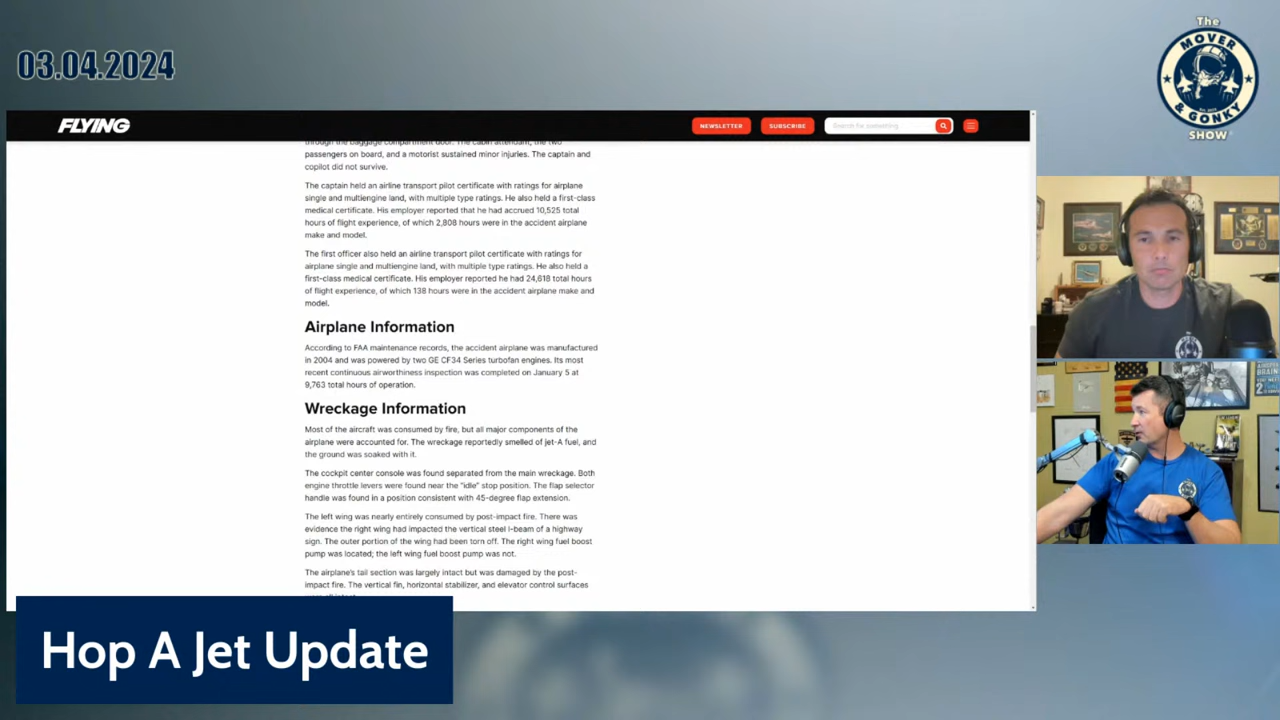 03.04.2024
The
MOVER
& GONKY
SHOW
FLYING
NEWSLETTER
SUBSCRIBE
through the baggage compartment door. The cabin attendant, the two
passengers on board, and a motorist sustained minor injuries. The captain and
copilot did not survive.
The captain held an airline transport pilot certificate with ratings for airplane
single and multiengine land, with multiple type ratings. He also held a first-class
medical certificate. His employer reported that he had accrued 10,525 total
hours of flight experience, of which 2,808 hours were in the accident airplane
make and model.
The first officer also held an airline transport pilot certificate with ratings for
airplane single and multiengine land, with multiple type ratings. He also held a
first-class medical certificate. His employer reported he had 24,618 total hours
of flight experience, of which 138 hours were in the accident airplane make and
model.
Airplane Information
According to FAA maintenance records, the accident airplane was manufactured
in 2004 and was powered by two GE CF34 Series turbofan engines. Its most
recent continuous airworthiness inspection was completed on January 5 at
9,763 total hours of operation.
Wreckage Information
Most of the aircraft was consumed by fire, but all major components of the
airplane were accounted for. The wreckage reportedly smelled of jet-A fuel, and
the ground was soaked with it.
The cockpit center console was found separated from the main wreckage. Both
engine throttle levers were found near the "idle" stop position. The flap selector
handle was found in a position consistent with 45-degree flap extension.
The left wing was nearly entirely consumed by post-impact fire. There was
evidence the right wing had impacted the vertical steel I-beam of a highway
sign. The outer portion of the wing had been torn off. The right wing fuel boost
pump was located; the left wing fuel boost pump was not.
The airplane's tail section was largely intact but was damaged by the post-
impact fire. The vertical fin, horizontal stabilizer, and elevator control surfaces
Hop A Jet Update